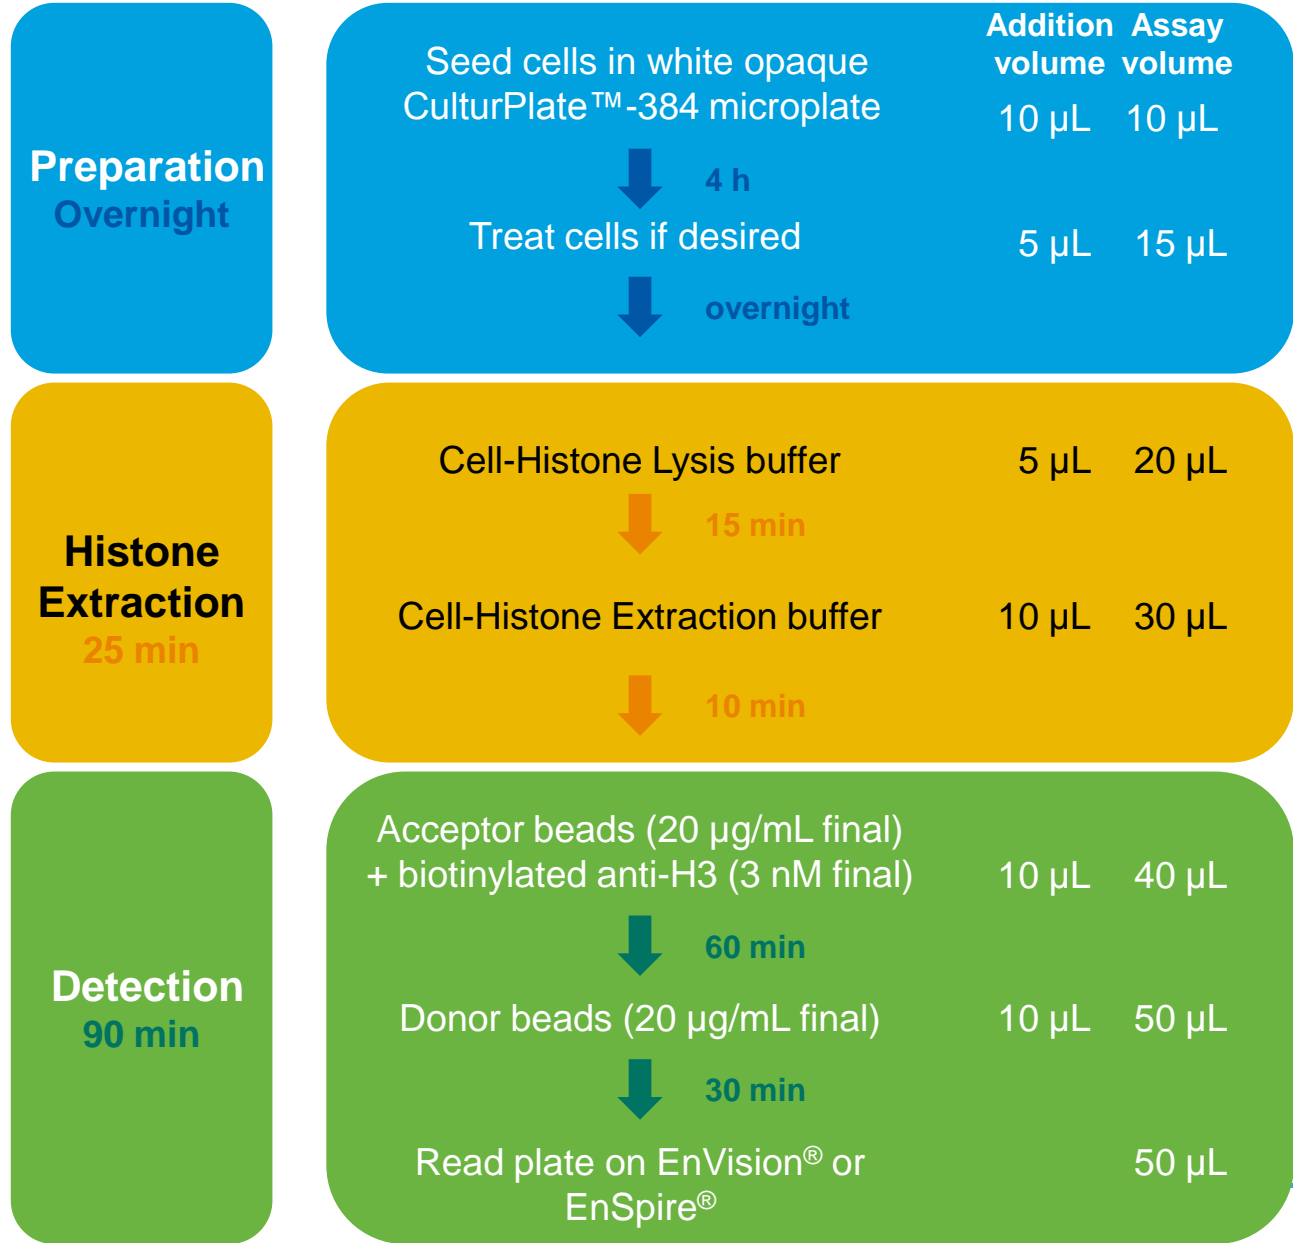 Preparation
Overnight
Addition Assay
volume volume
Seed cells in white opaque
CulturPlate™-384 microplate
10 µL 10 µL
4 h
Treat cells if desired 5 µL 15 µL
overnight
Histone
Extraction
25 min
Cell-Histone Lysis buffer 5 µL 20 µL
15 min
Cell-Histone Extraction buffer 10 µL 30 µL
10 min
Detection
90 min
Acceptor beads (20 µg/mL final)
+ biotinylated anti-H3 (3 nM final) 10 µL 40 µL
60 min
Donor beads (20 µg/mL final) 10 µL 50 µL
30 min
Read plate on EnVision® or 50 µL
EnSpire®